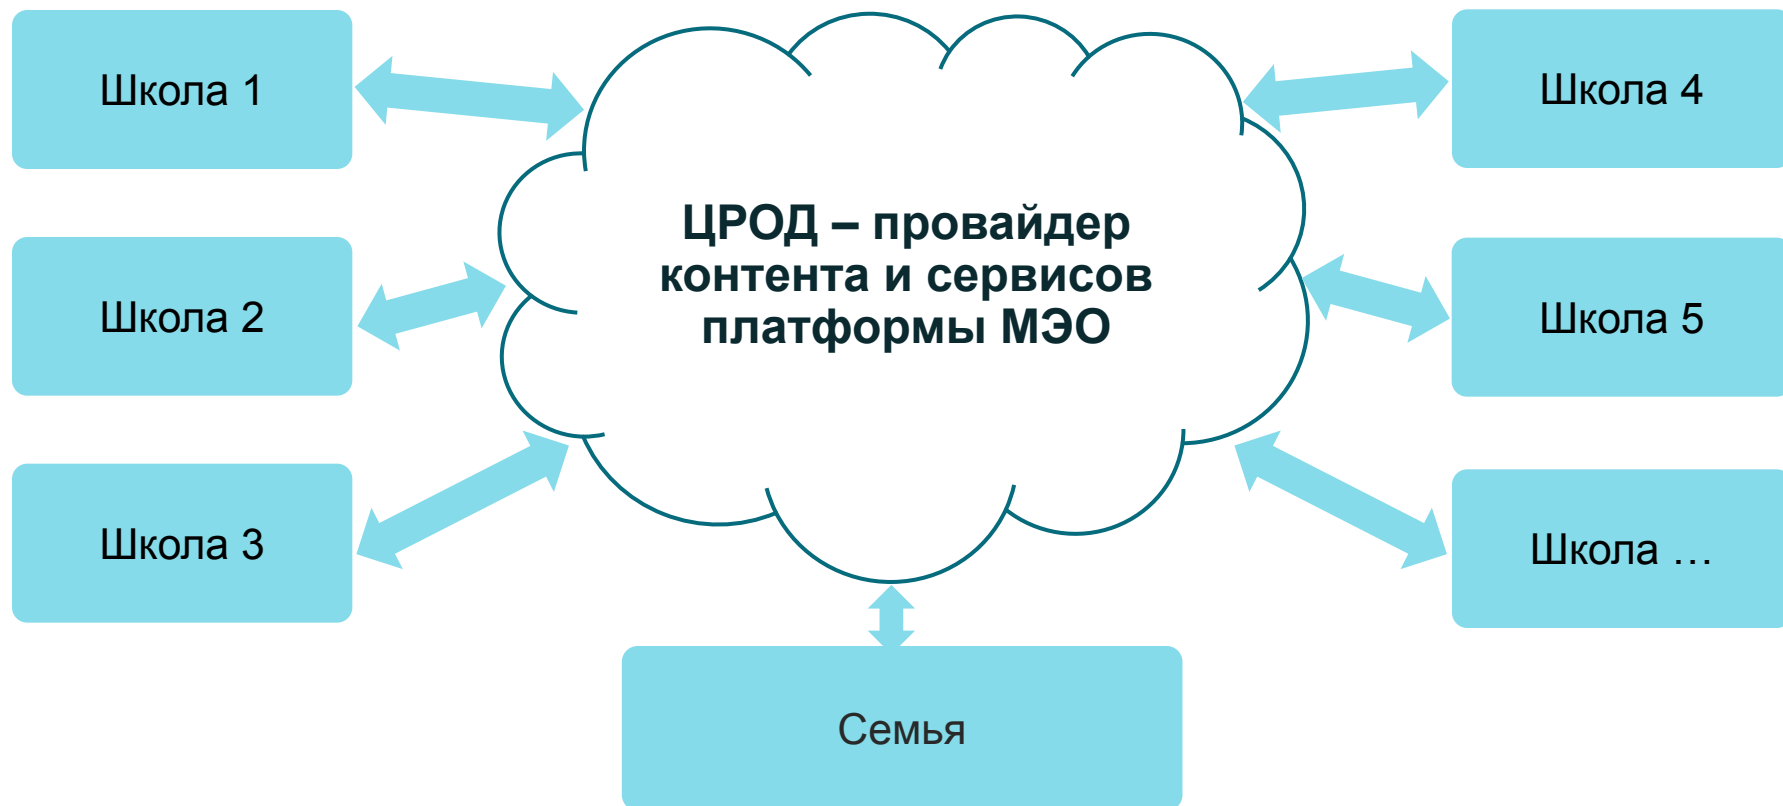 Школа 1
Школа 4
ЦРОД – провайдер
контента и сервисов
платформы МЭО
Школа 2
Школа 5
Школа 3
Школа …
Семья